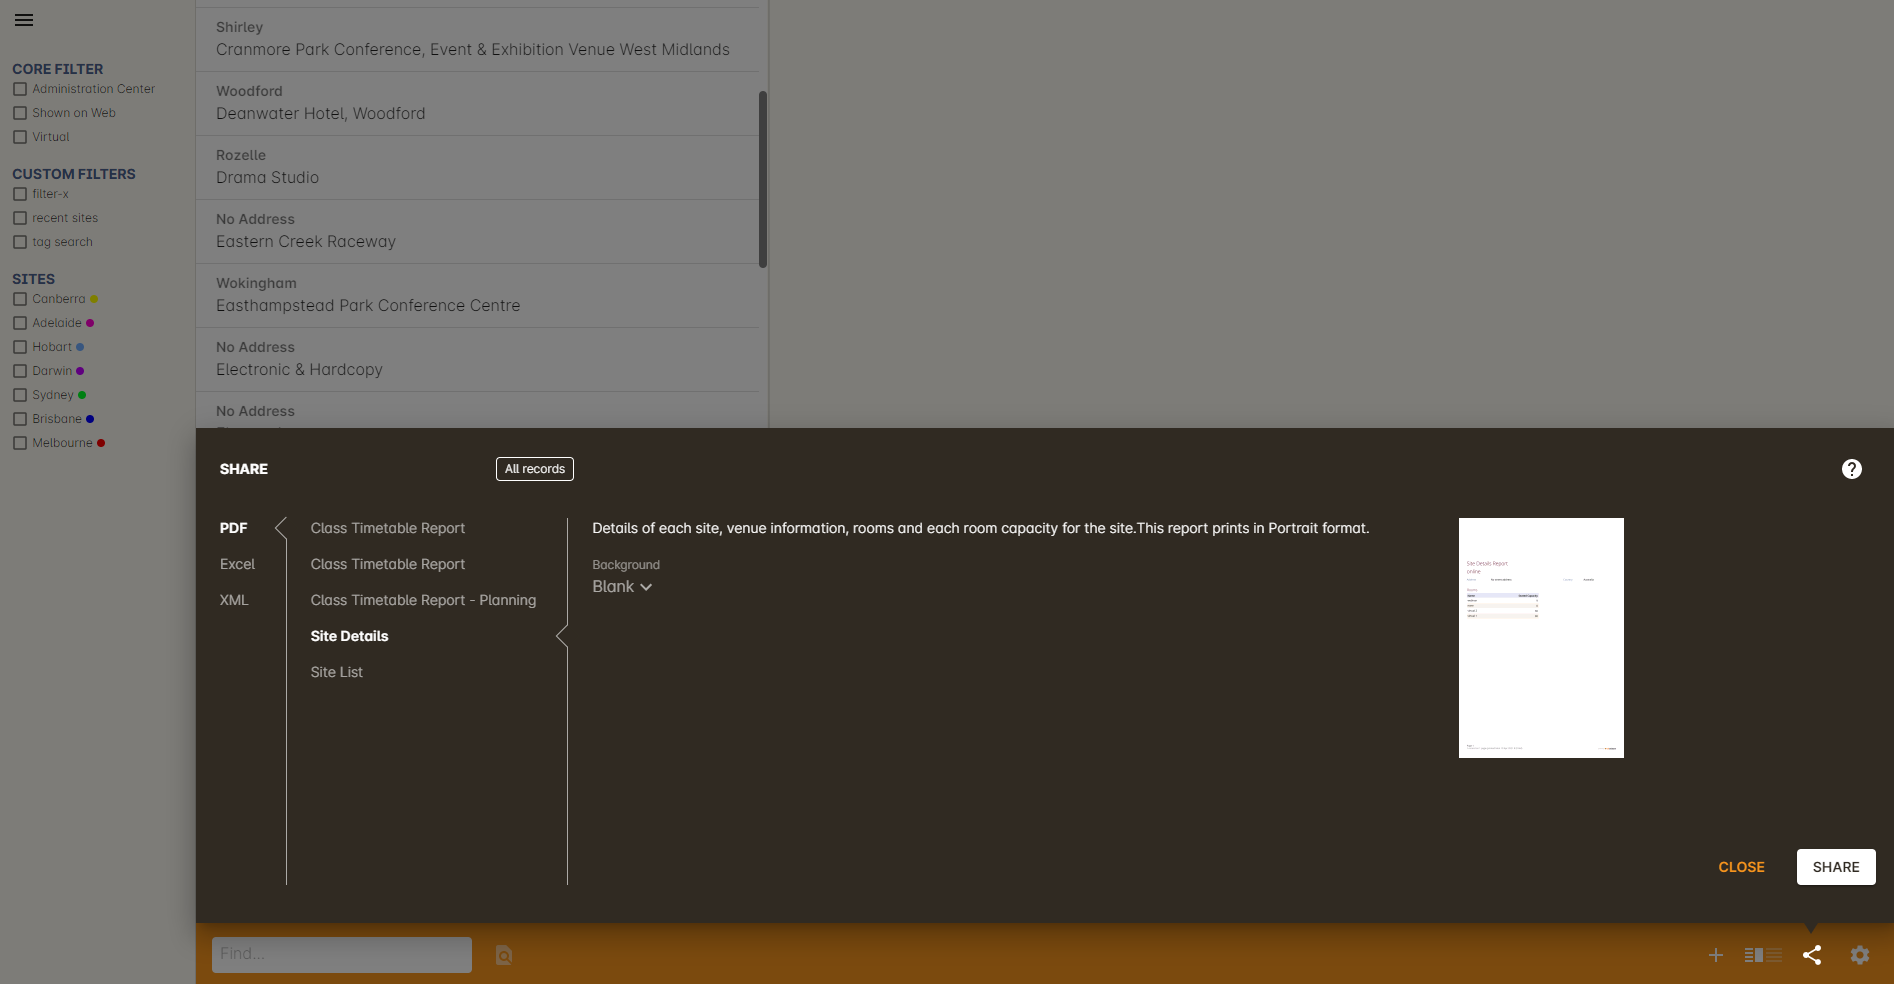 CORE FILTER
Administration Center
Shown on Web
Virtual
CUSTOM FILTERS
filter-x
recent sites
tag search
SITES
Canberra
Adelaide
Hobart
Darwin
Sydney
Brisbane
Melbourne
Shirley
Cranmore Park Conference, Event & Exhibition Venue West Midlands
Woodford
Deanwater Hotel, Woodford
Rozelle
Drama Studio
No Address
Eastern Creek Raceway
Wokingham
Easthampstead Park Conference Centre
No Address
Electronic & Hardcopy
No Address
SHARE
All records
PDF
Excel
XML
Class Timetable Report
Class Timetable Report
Class Timetable Report - Planning
Site Details
Site List
Details of each site, venue information, rooms and each room capacity for the site.This report prints in Portrait format.
Background
Blank
Site Details Report
online
CLOSE
SHARE
Find...